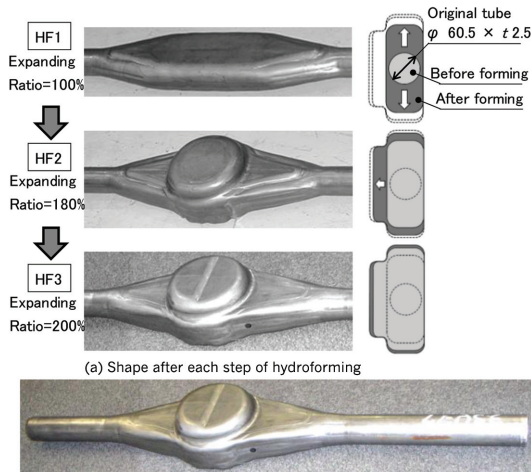 HF1
Expanding
Ratio=100%
Original tube
φ 60.5 × t 2.5
Before forming
After forming
HF2
Expanding
Ratio=180%
HF3
Expanding
Ratio=200%
(a) Shape after each step of hydroforming